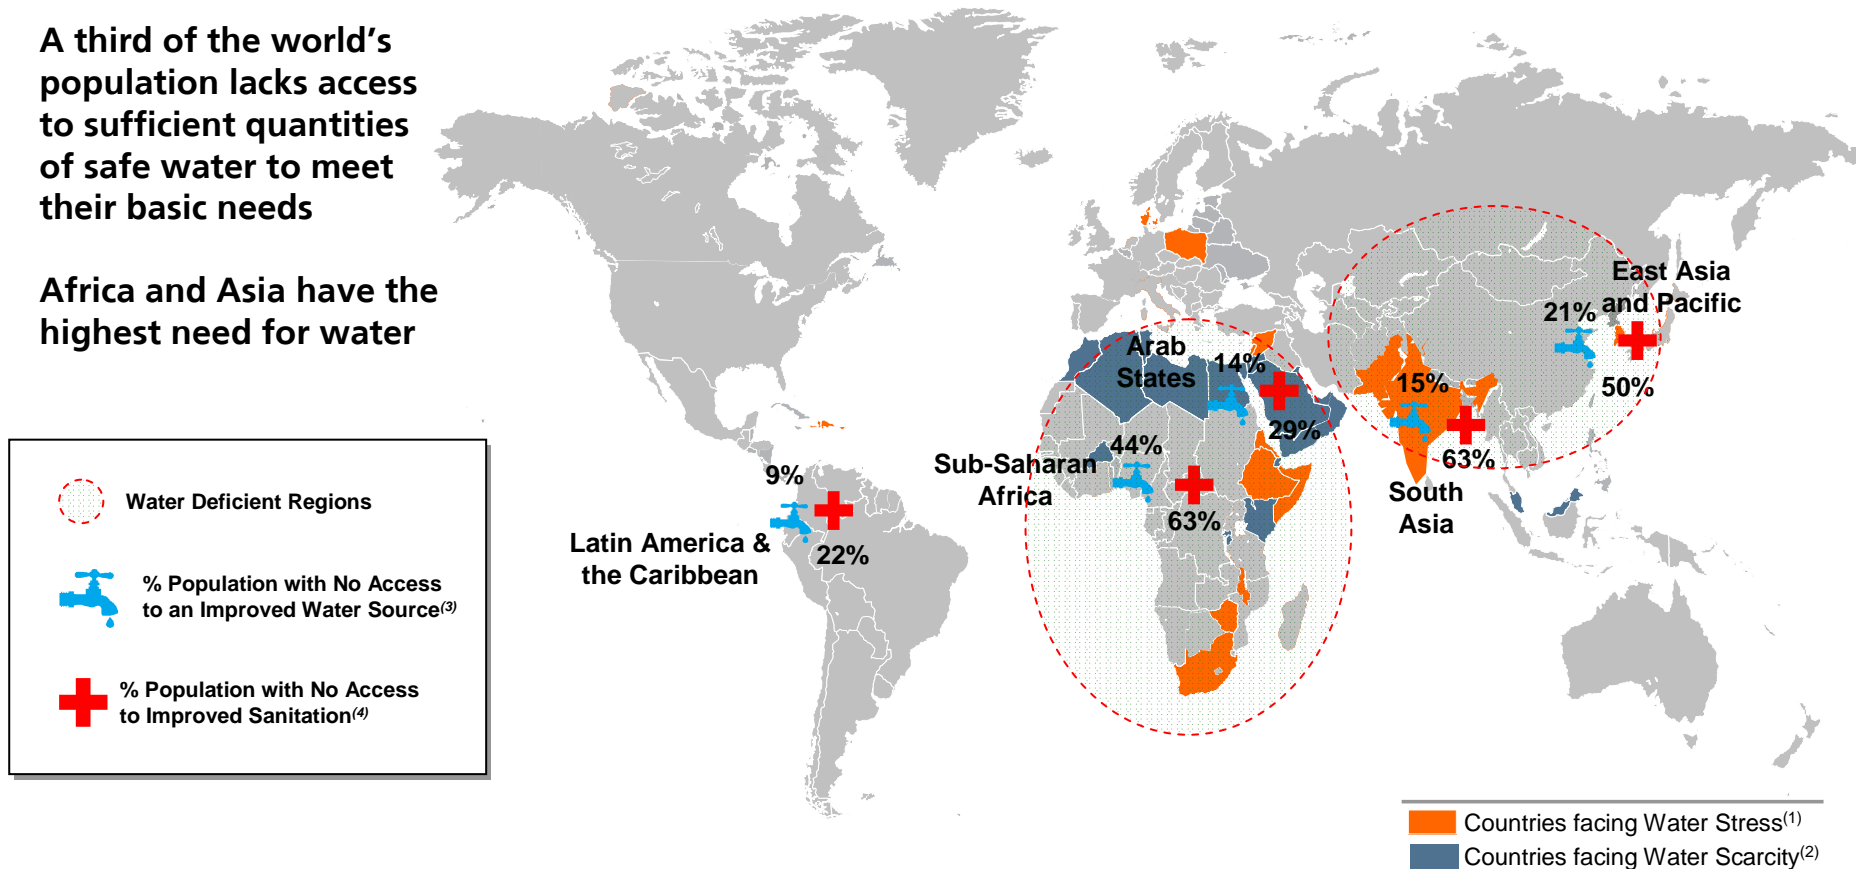 A third of the world's
population lacks access
to sufficient quantities
of safe water to meet
their basic needs
Africa and Asia have the
highest need for water
Water Deficient Regions
% Population with No Access
to an Improved Water Source(3)
% Population with No Access
to Improved Sanitation(4)
9%
22%
Latin America &
the Caribbean
Arab
States
14%
29%
44%
Sub-Saharan
Africa
63%
East Asia
and Pacific
21%
50%
15%
63%
South
Asia
Countries facing Water Stress(1)
Countries facing Water Scarcity(2)